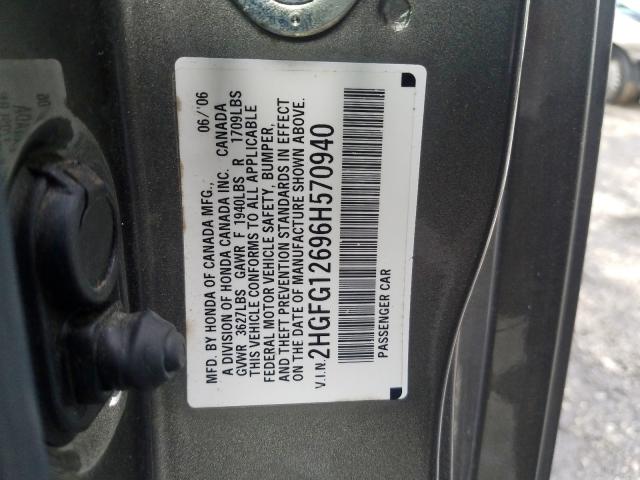 MFD. BY HONDA OF CANADA MFG., 06/'06
A DIVISION OF HONDA CANADA INC. CANADA
GVWR 3627LBS GAWR F 1940LBS R 1709LBS
THIS VEHICLE CONFORMS TO ALL APPLICABLE
FEDERAL MOTOR VEHICLE SAFETY, BUMPER,
AND THEFT PREVENTION STANDARDS IN EFFECT
ON THE DATE OF MANUFACTURE SHOWN ABOVE.
V.I.N. 2HGFG12696H570940
PASSENGER CAR